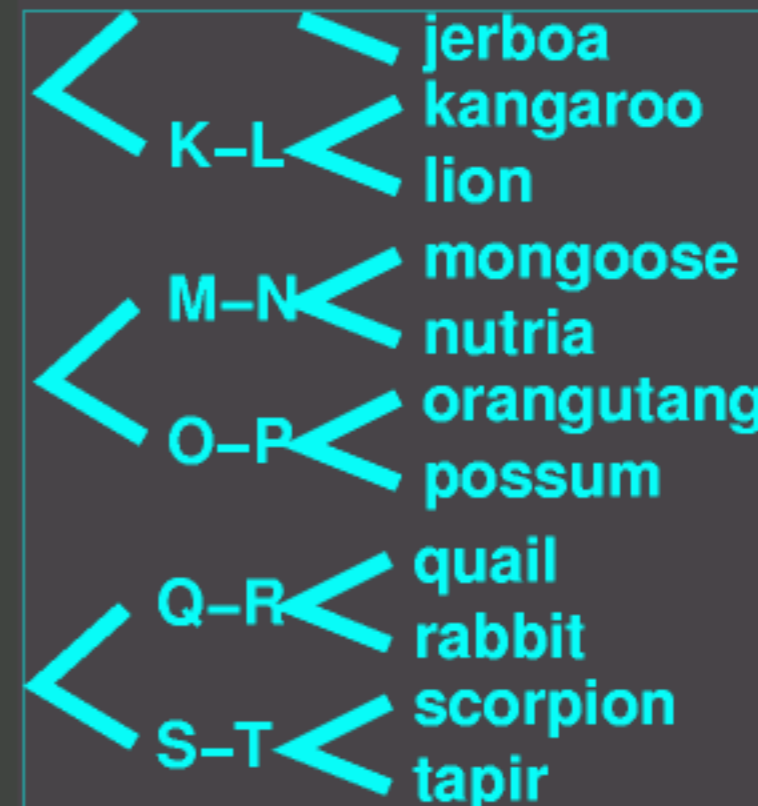 jerboa
K–L
kangaroo
lion
M–N
mongoose
nutria
O–P
orangutang
possum
Q–R
quail
rabbit
S–T
scorpion
tapir